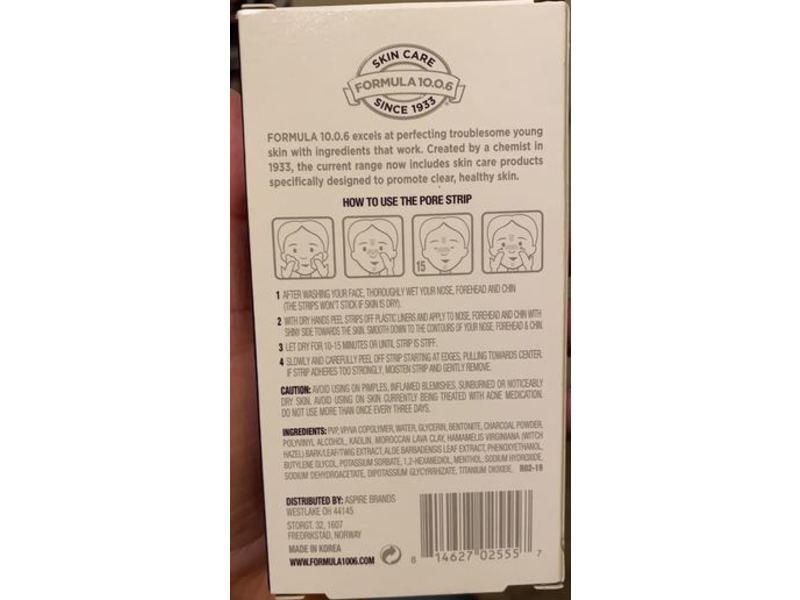 SKIN CARE
FORMULA 10.0.6
SINCE 1933
FORMULA 10.0.6 excels at perfecting troublesome young
skin with ingredients that work. Created by a chemist in
1933, the current range now includes skin care products
specifically designed to promote clear, healthy skin.
HOW TO USE THE PORE STRIP
15
1 AFTER WASHING YOUR FACE, THOROUGHLY WET YOUR NOSE, FOREHEAD AND CHIN
(THE STRIPS WON'T STICK IF SKIN IS DRY).
2 WITH DRY HANDS PEEL STRIPS OFF PLASTIC LINERS AND APPLY TO NOSE, FOREHEAD AND CHIN WITH
SHINY SIDE TOWARDS THE SKIN. SMOOTH DOWN TO THE CONTOURS OF YOUR NOSE, FOREHEAD & CHIN.
3 LET DRY FOR 10-15 MINUTES OR UNTIL STRIP IS STIFF.
4 SLOWLY AND CAREFULLY PEEL OFF STRIP STARTING AT EDGES, PULLING TOWARDS CENTER.
IF STRIP ADHERES TOO STRONGLY, MOISTEN STRIP AND GENTLY REMOVE.
CAUTION: AVOID USING ON PIMPLES, INFLAMED BLEMISHES, SUNBURNED OR NOTICEABLY
DRY SKIN. AVOID USING ON SKIN CURRENTLY BEING TREATED WITH ACNE MEDICATION.
DO NOT USE MORE THAN ONCE EVERY THREE DAYS.
INGREDIENTS: PVP, VP/VA COPOLYMER, WATER, GLYCERIN, BENTONITE, CHARCOAL POWDER,
POLYVINYL ALCOHOL, KAOLIN, MOROCCAN LAVA CLAY, HAMAMELIS VIRGINIANA (WITCH
HAZEL) BARK/LEAF/TWIG EXTRACT, ALOE BARBADENSIS LEAF EXTRACT, PHENOXYETHANOL,
BUTYLENE GLYCOL, POTASSIUM SORBATE, 1,2-HEXANEDIOL, MENTHOL, SODIUM HYDROXIDE,
SODIUM DEHYDROACETATE, DIPOTASSIUM GLYCYRRHIZATE, TITANIUM DIOXIDE. R02-19
DISTRIBUTED BY: ASPIRE BRANDS
WESTLAKE OH 44145
STORGT. 32, 1607
FREDRIKSTAD, NORWAY
MADE IN KOREA
WWW.FORMULA1006.COM
6 14627 02555 7